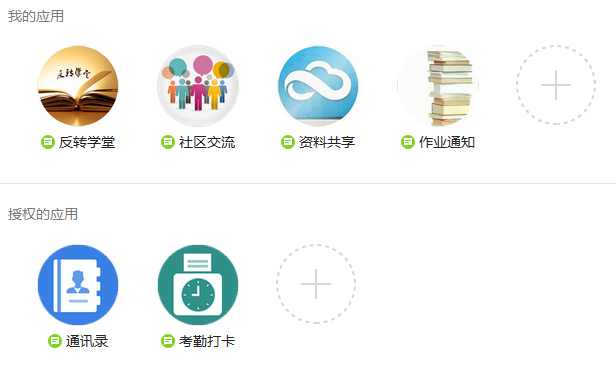 我的应用
反转学堂
反转学堂 社区交流 资料共享 作业通知
授权的应用
通讯录 考勤打卡